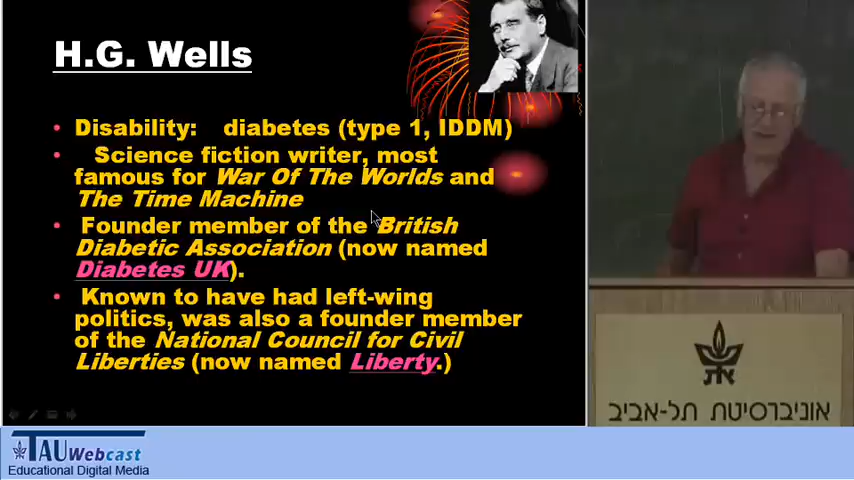 H.G. Wells
• Disability: diabetes (type 1, IDDM)
• Science fiction writer, most
famous for War Of The Worlds and
The Time Machine
• Founder member of the British
Diabetic Association (now named
Diabetes UK).
• Known to have had left-wing
politics, was also a founder member
of the National Council for Civil
Liberties (now named Liberty.)
אוניברסיטת תל-אביב
TAU Webcast
Educational Digital Media